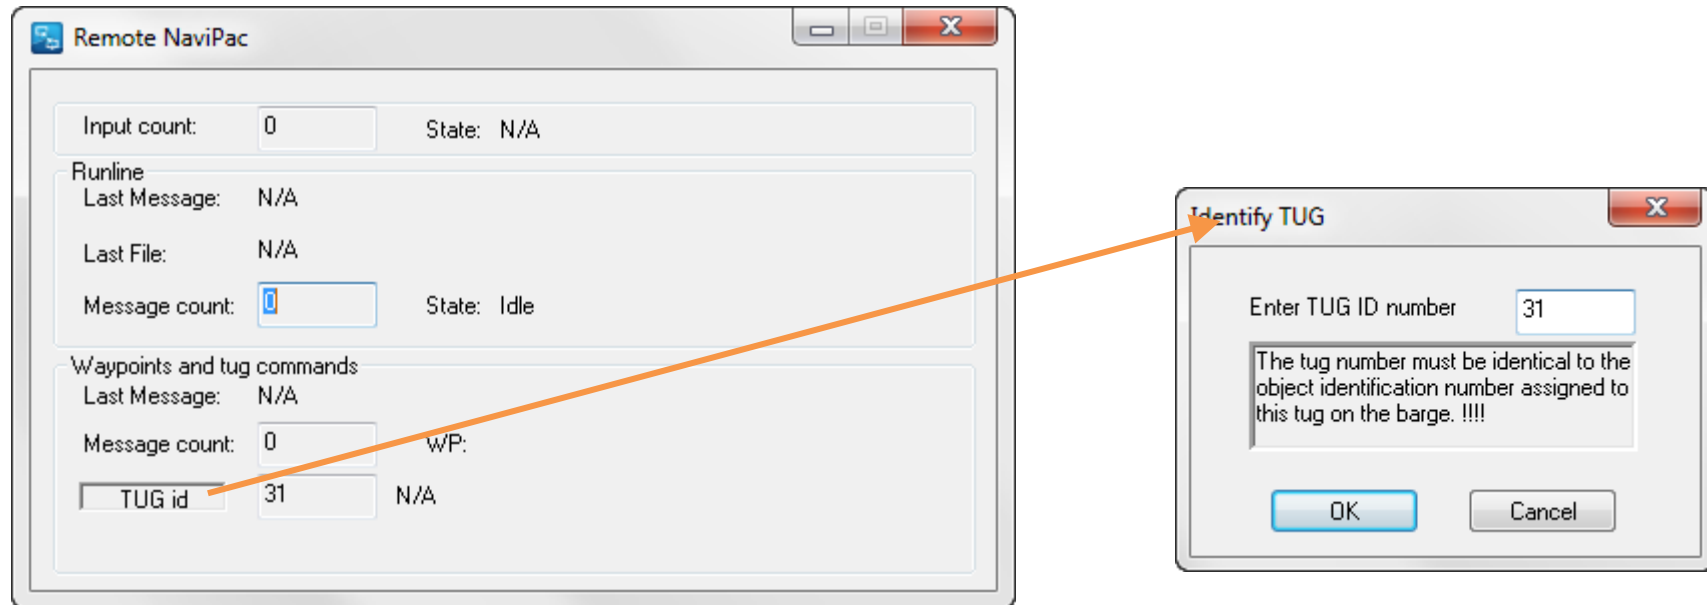 Remote NaviPac
Input count: 0 State: N/A
Runline
Last Message: N/A
Last File: N/A
Message count: 0 State: Idle
Waypoints and tug commands
Last Message: N/A
Message count: 0 WP:
TUG id 31 N/A
Identify TUG
Enter TUG ID number 31
The tug number must be identical to the
object identification number assigned to
this tug on the barge. !!!!
OK Cancel